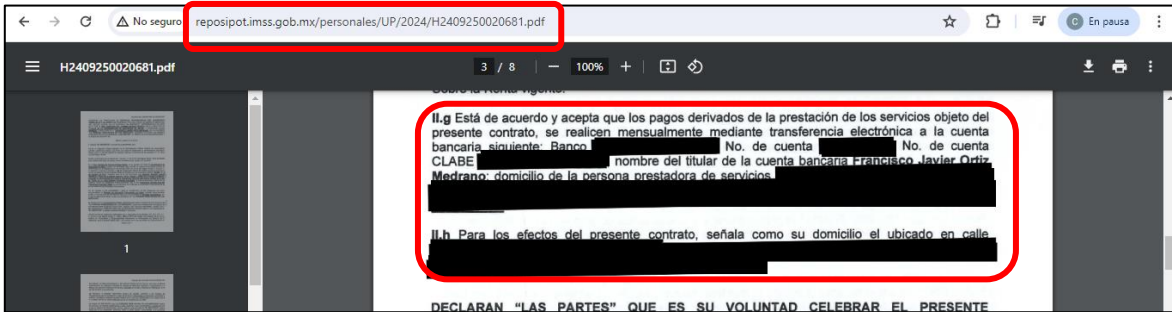 No seguro reposipot.imss.gob.mx/personales/UP/2024/H2409250020681.pdf
En pausa
H2409250020681.pdf
3 / 8 | — 100% +
Sobre la Renta vigente.
II.g Está de acuerdo y acepta que los pagos derivados de la prestación de los servicios objeto del
presente contrato, se realicen mensualmente mediante transferencia electrónica a la cuenta
bancaria siguiente: Banco No. de cuenta No. de cuenta
CLABE nombre del titular de la cuenta bancaria Francisco Javier Ortiz
Medrano; domicilio de la persona prestadora de servicios
II.h Para los efectos del presente contrato, señala como su domicilio el ubicado en calle
1
DECLARAN "LAS PARTES" QUE ES SU VOLUNTAD CELEBRAR EL PRESENTE